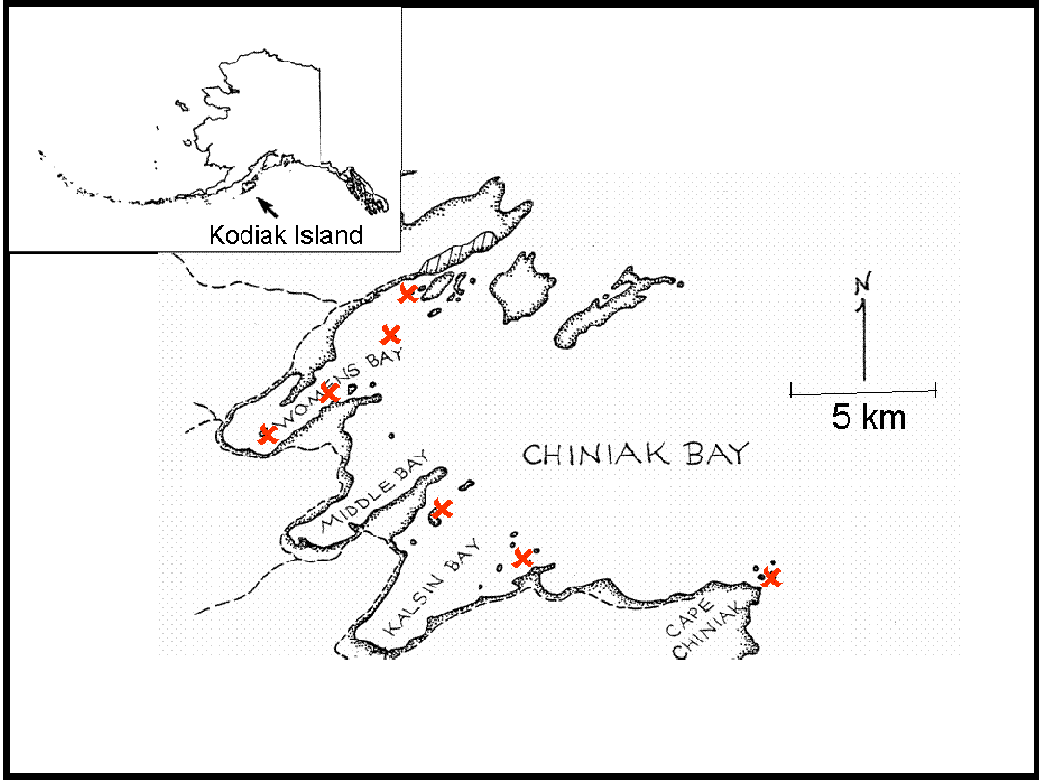 Kodiak Island
N
WOMENS BAY
5 km
CHINIAK BAY
MIDDLE BAY
KALSIN BAY
CAPE
CHINIAK